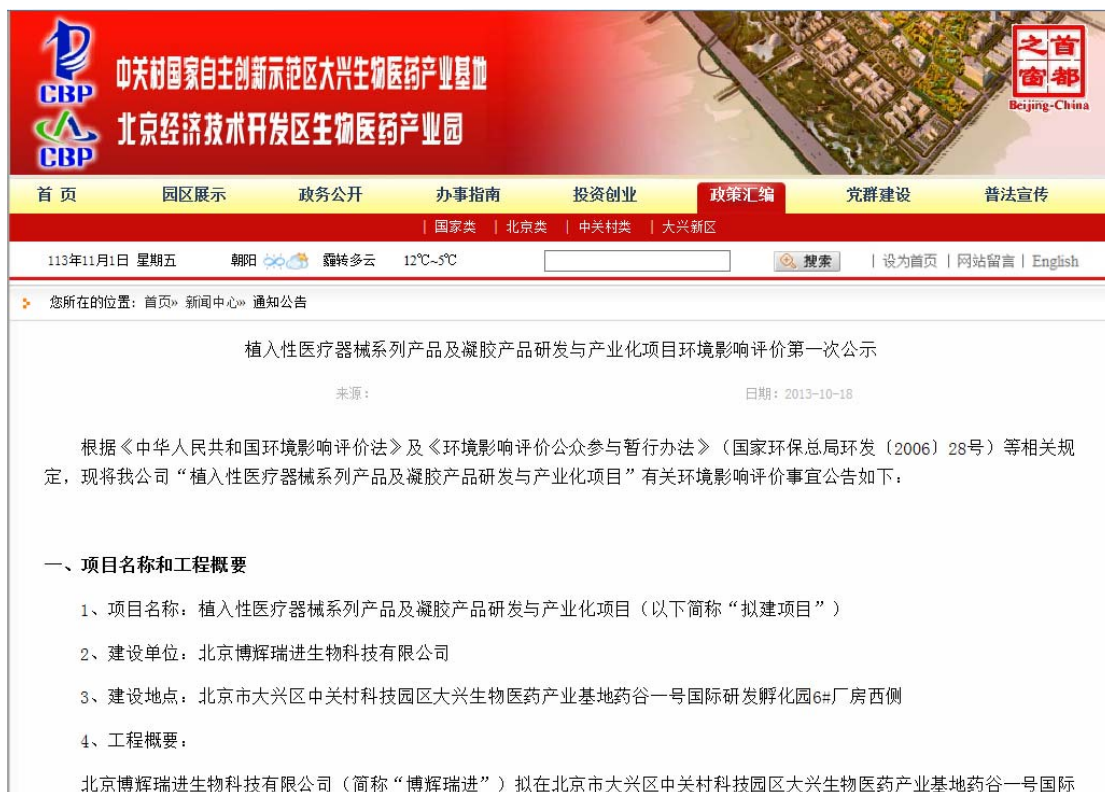 CBP
中关村国家自主创新示范区大兴生物医药产业基地
CBP
北京经济技术开发区生物医药产业园
首都
之窗
Beijing-China
首 页 园区展示 政务公开 办事指南 投资创业 政策汇编 党群建设 普法宣传
| 国家类 | 北京类 | 中关村类 | 大兴新区
113年11月1日 星期五 朝阳 霾转多云 12℃~5℃ 搜索 | 设为首页 | 网站留言 | English
您所在的位置：首页» 新闻中心» 通知公告
植入性医疗器械系列产品及凝胶产品研发与产业化项目环境影响评价第一次公示
来源： 日期：2013-10-18
根据《中华人民共和国环境影响评价法》及《环境影响评价公众参与暂行办法》（国家环保总局环发〔2006〕28号）等相关规
定，现将我公司“植入性医疗器械系列产品及凝胶产品研发与产业化项目”有关环境影响评价事宜公告如下：
一、项目名称和工程概要
1、项目名称：植入性医疗器械系列产品及凝胶产品研发与产业化项目（以下简称“拟建项目”）
2、建设单位：北京博辉瑞进生物科技有限公司
3、建设地点：北京市大兴区中关村科技园区大兴生物医药产业基地药谷一号国际研发孵化园6#厂房西侧
4、工程概要：
北京博辉瑞进生物科技有限公司（简称“博辉瑞进”）拟在北京市大兴区中关村科技园区大兴生物医药产业基地药谷一号国际